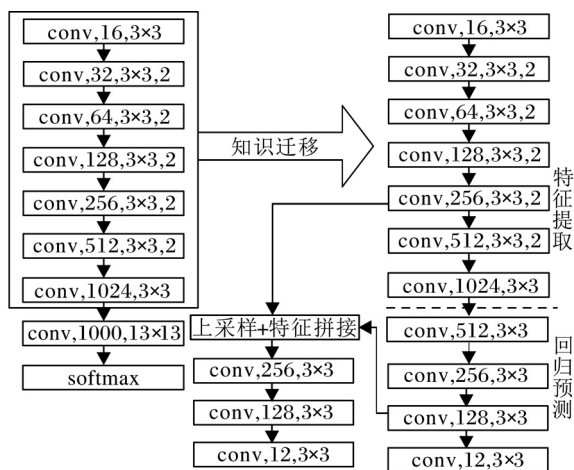 conv,16,3×3
conv,32,3×3,2
conv,64,3×3,2
conv,128,3×3,2
conv,256,3×3,2
conv,512,3×3,2
conv,1024,3×3
conv,1000,13×13
softmax
知识迁移
conv,16,3×3
conv,32,3×3,2
conv,64,3×3,2
conv,128,3×3,2
conv,256,3×3,2
conv,512,3×3,2
conv,1024,3×3
特征提取
conv,512,3×3
conv,256,3×3
conv,128,3×3
conv,12,3×3
回归预测
上采样+特征拼接
conv,256,3×3
conv,128,3×3
conv,12,3×3